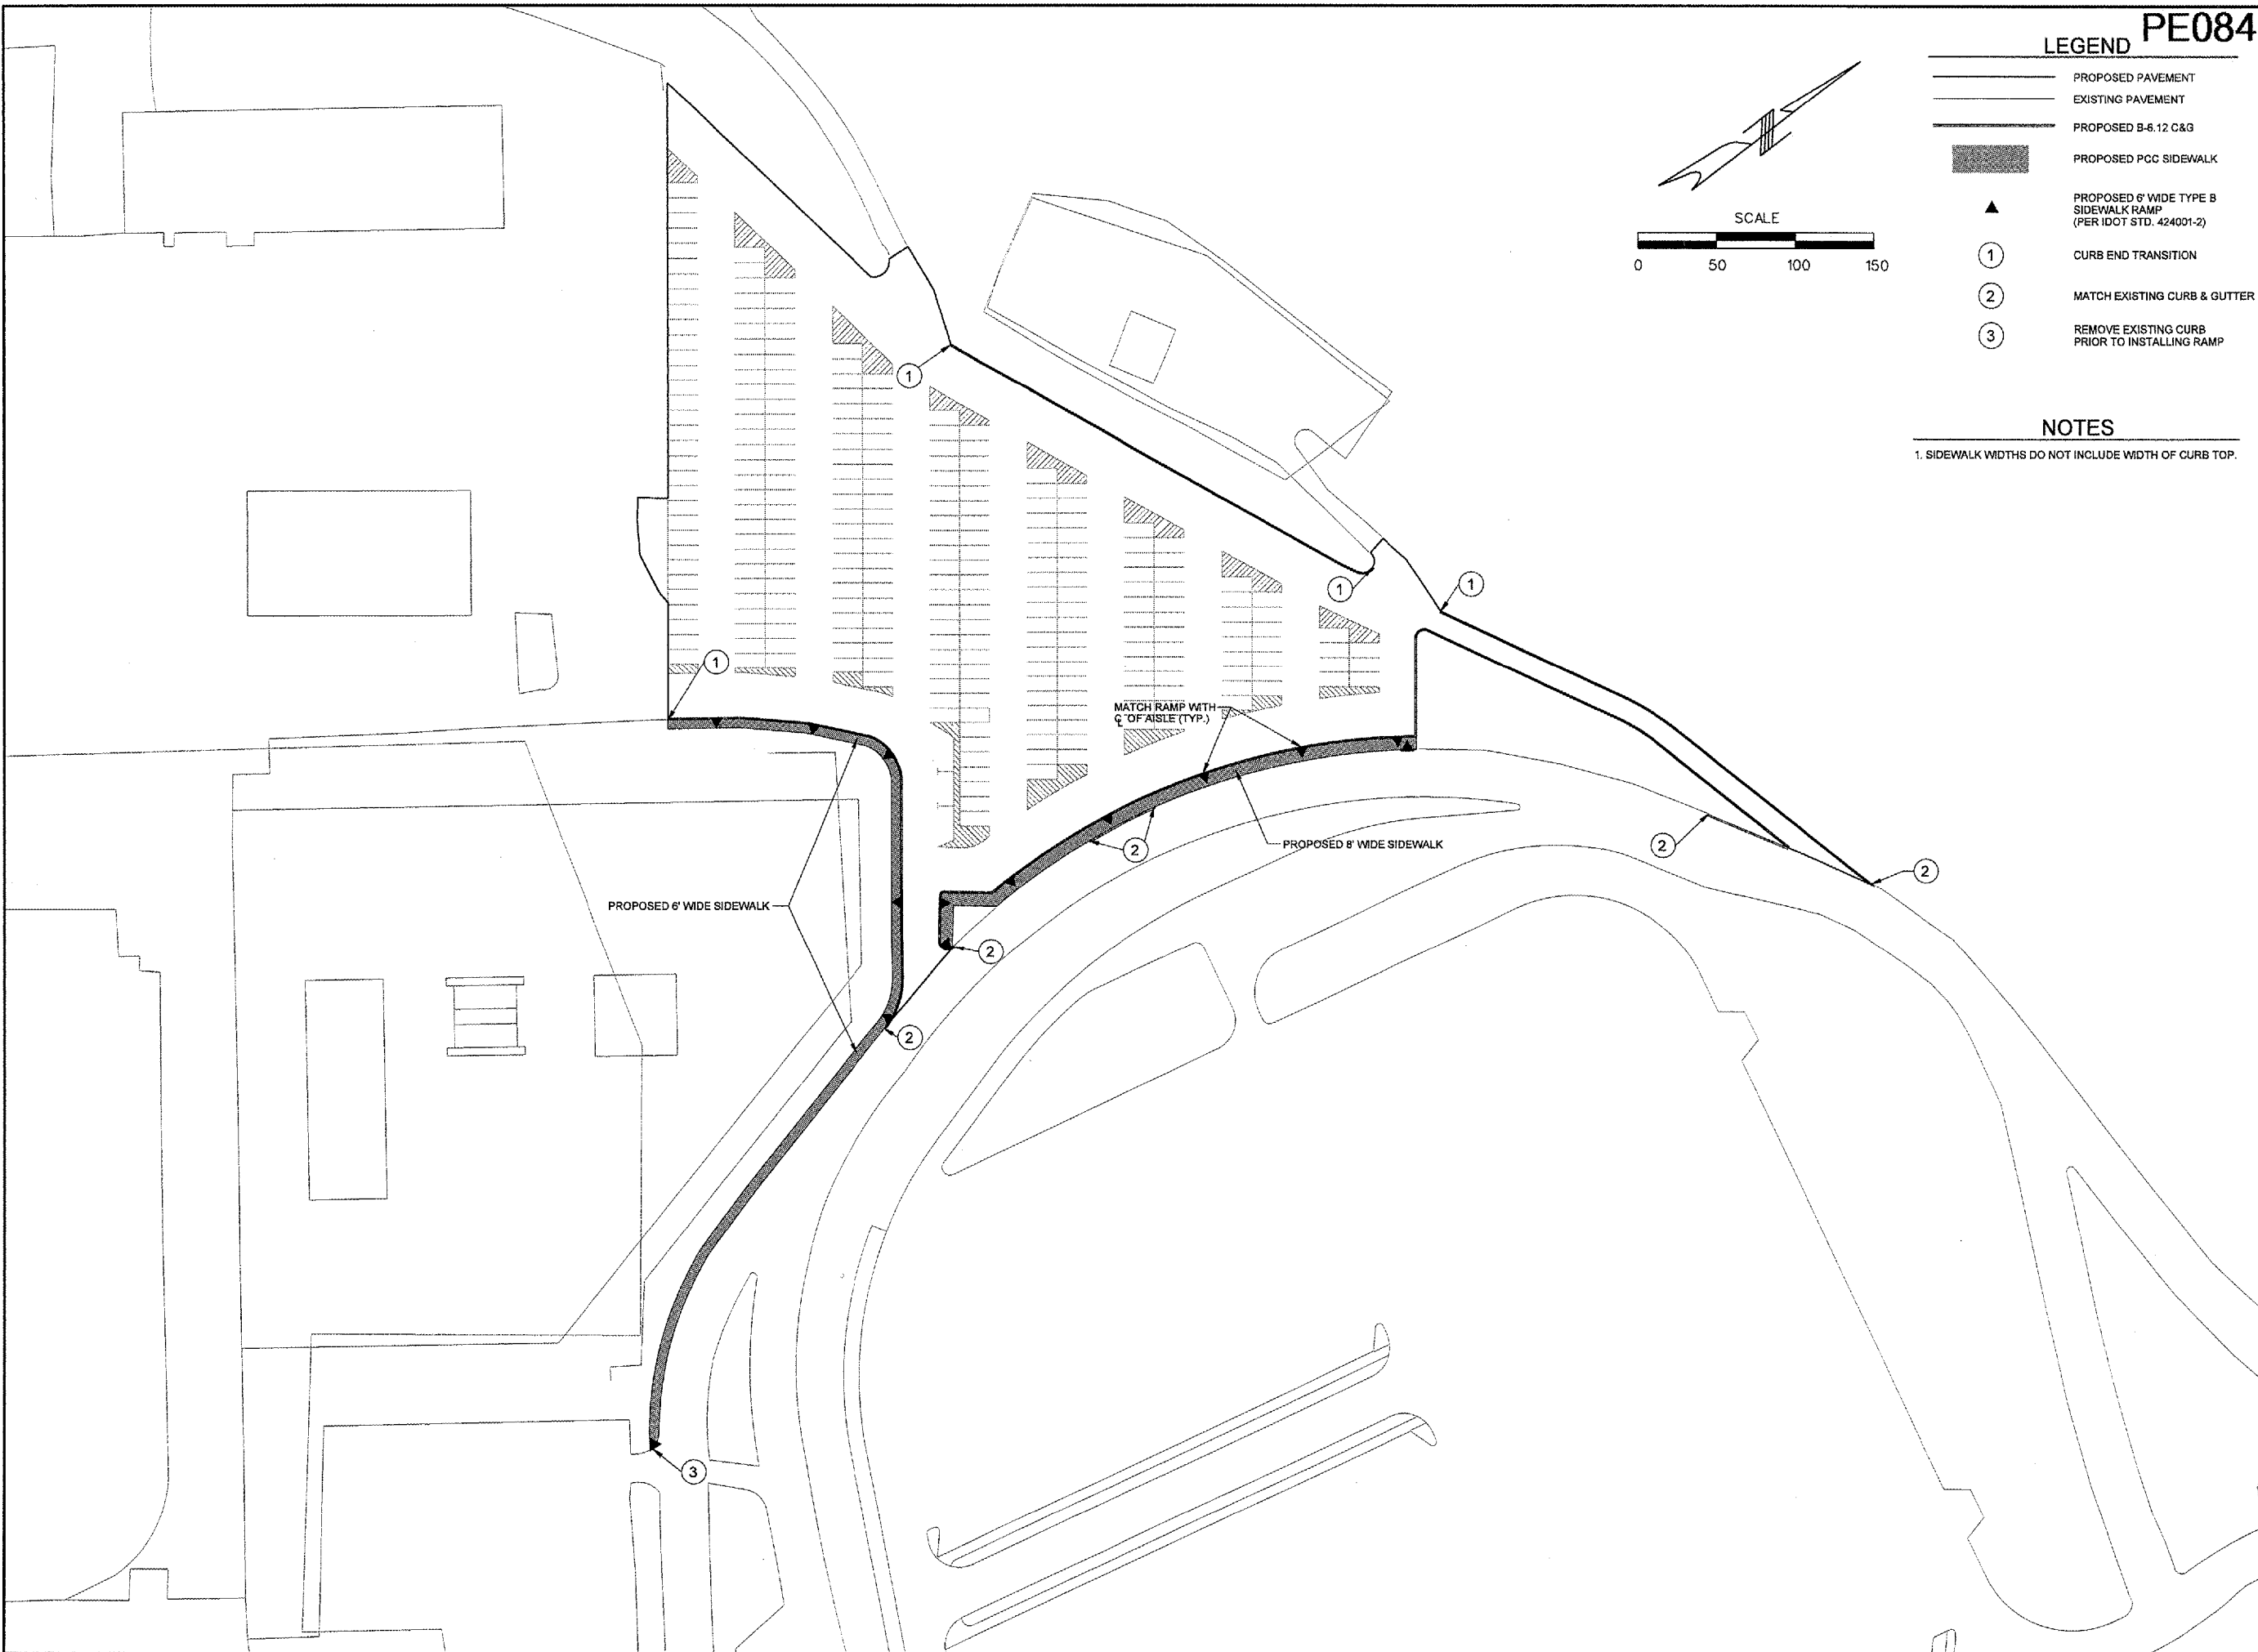 PE084
LEGEND
PROPOSED PAVEMENT
EXISTING PAVEMENT
PROPOSED B-6.12 C&G
PROPOSED PCC SIDEWALK
PROPOSED 6' WIDE TYPE B
SIDEWALK RAMP
(PER IDOT STD. 424001-2)
1 CURB END TRANSITION
2 MATCH EXISTING CURB & GUTTER
3 REMOVE EXISTING CURB
PRIOR TO INSTALLING RAMP
SCALE
0 50 100 150
NOTES
1. SIDEWALK WIDTHS DO NOT INCLUDE WIDTH OF CURB TOP.
1
1
1
1
MATCH RAMP WITH
℄ OF AISLE (TYP.)
2
PROPOSED 8' WIDE SIDEWALK
2
2
PROPOSED 6' WIDE SIDEWALK
2
2
3